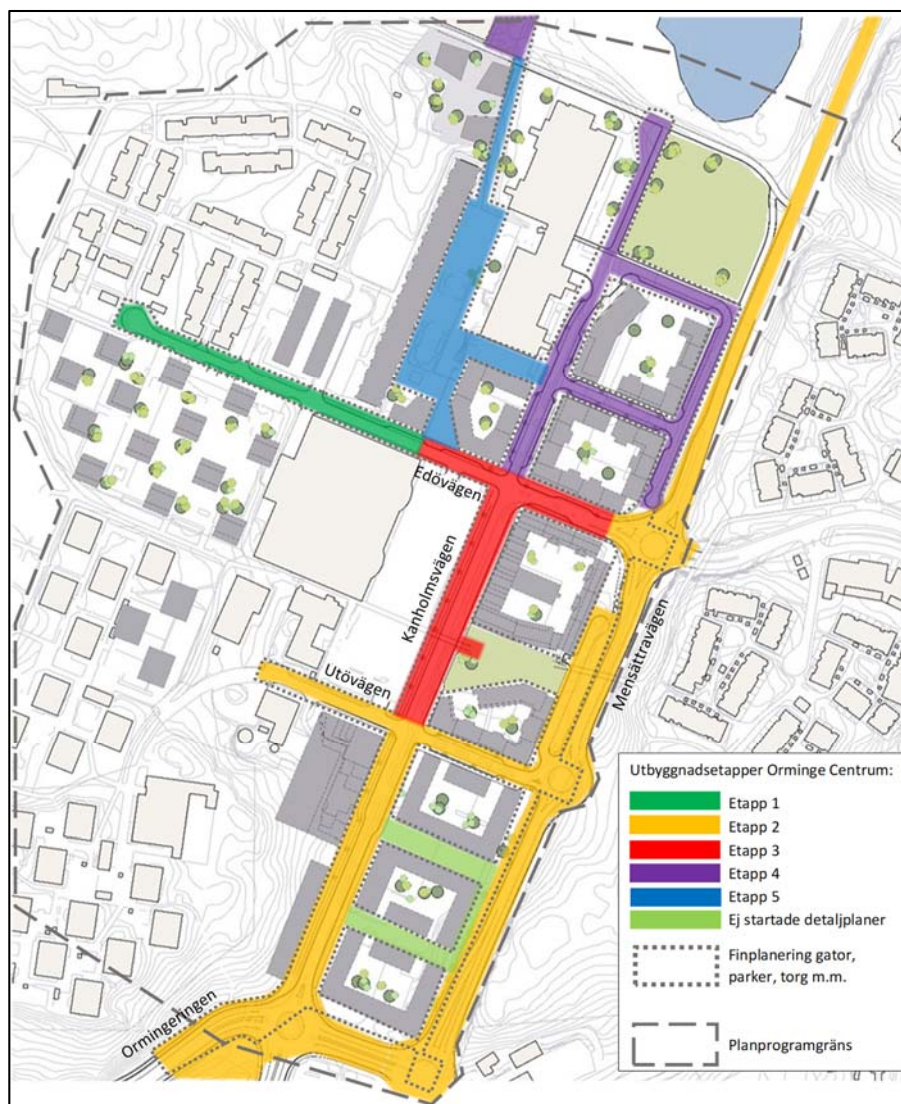 Edövägen
Kanholmsvägen
Utövägen
Mensättravägen
Ormingeringen
Utbyggnadsetapper Orminge Centrum:
Etapp 1
Etapp 2
Etapp 3
Etapp 4
Etapp 5
Ej startade detaljplaner
Finplanering gator,
parker, torg m.m.
Planprogramgräns